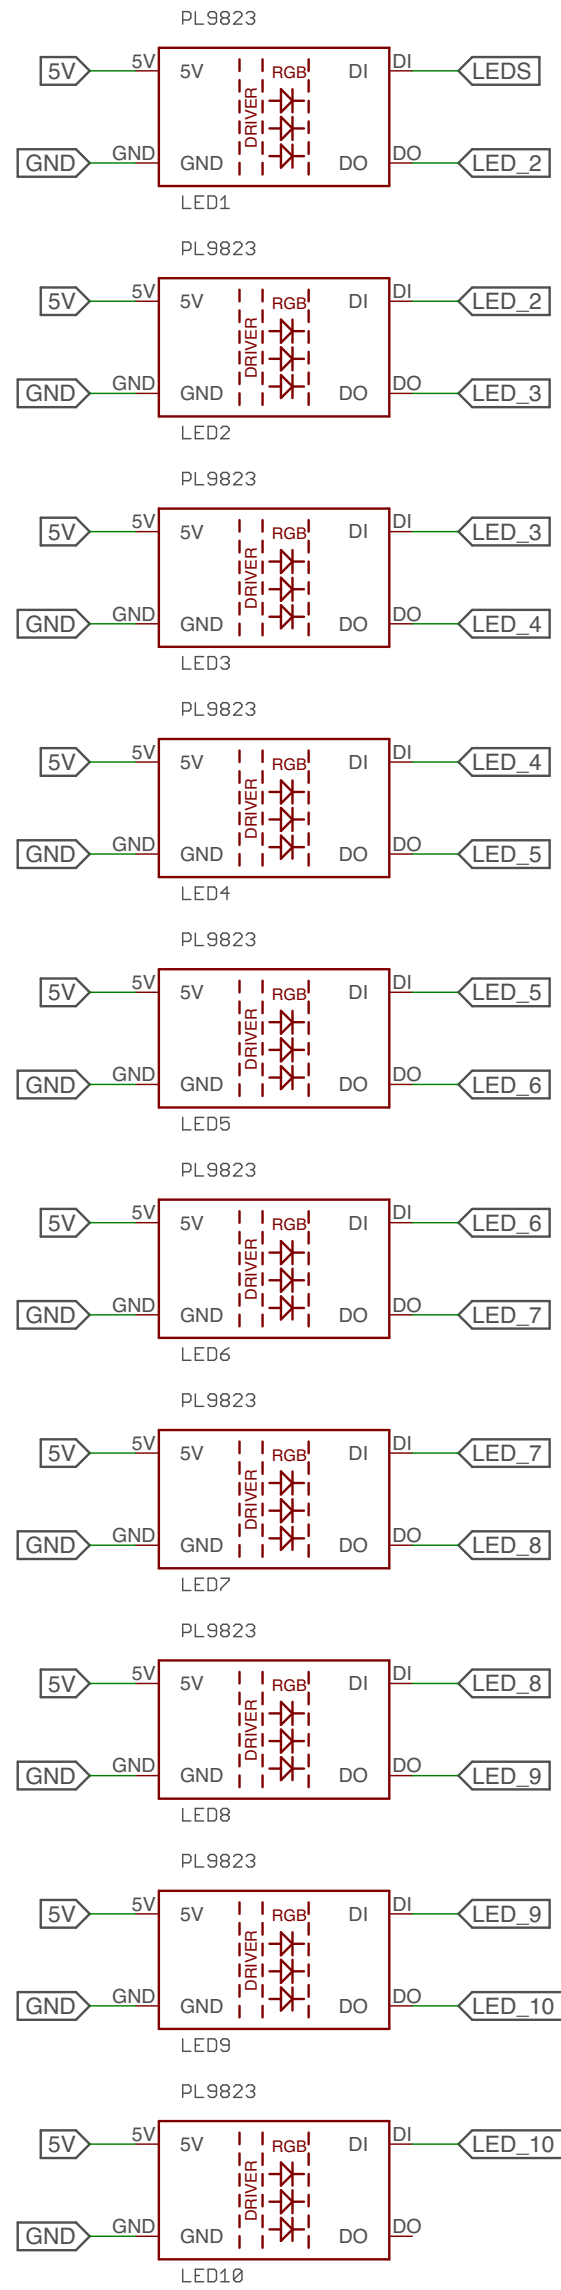 PL9823
5V 5V 5V RGB DI DI LEDS
DRIVER
GND GND GND DO DO LED_2
LED1
PL9823
5V 5V 5V RGB DI DI LED_2
DRIVER
GND GND GND DO DO LED_3
LED2
PL9823
5V 5V 5V RGB DI DI LED_3
DRIVER
GND GND GND DO DO LED_4
LED3
PL9823
5V 5V 5V RGB DI DI LED_4
DRIVER
GND GND GND DO DO LED_5
LED4
PL9823
5V 5V 5V RGB DI DI LED_5
DRIVER
GND GND GND DO DO LED_6
LED5
PL9823
5V 5V 5V RGB DI DI LED_6
DRIVER
GND GND GND DO DO LED_7
LED6
PL9823
5V 5V 5V RGB DI DI LED_7
DRIVER
GND GND GND DO DO LED_8
LED7
PL9823
5V 5V 5V RGB DI DI LED_8
DRIVER
GND GND GND DO DO LED_9
LED8
PL9823
5V 5V 5V RGB DI DI LED_9
DRIVER
GND GND GND DO DO LED_10
LED9
PL9823
5V 5V 5V RGB DI DI LED_10
DRIVER
GND GND GND DO DO
LED10